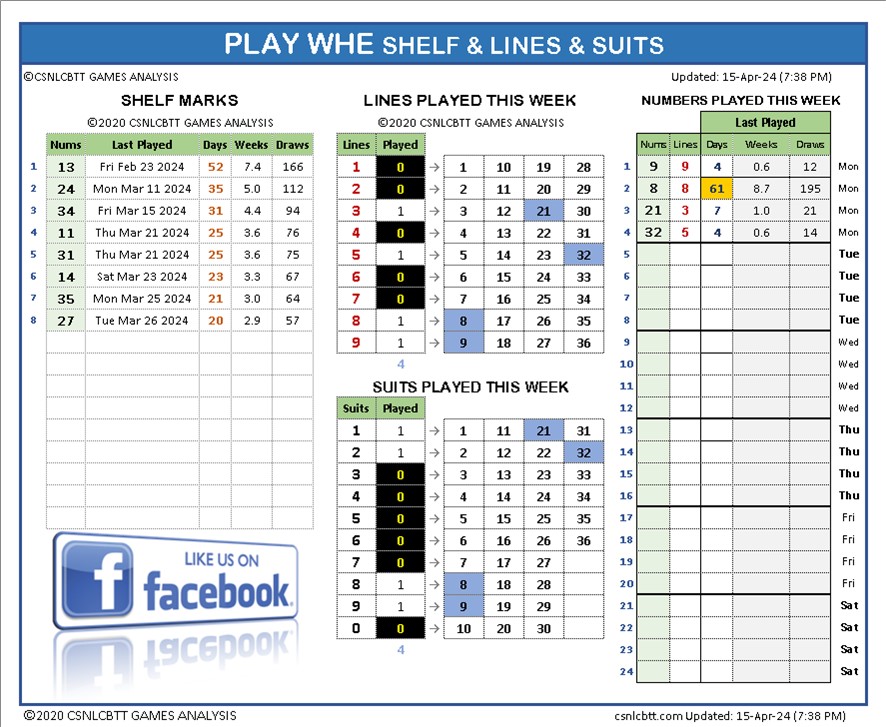 PLAY WHE SHELF & LINES & SUITS
©CSNLCBTT GAMES ANALYSIS
Updated: 15-Apr-24 (7:38 PM)
SHELF MARKS
©2020 CSNLCBTT GAMES ANALYSIS
Nums Last Played Days Weeks Draws
1 13 Fri Feb 23 2024 52 7.4 166
2 24 Mon Mar 11 2024 35 5.0 112
3 34 Fri Mar 15 2024 31 4.4 94
4 11 Thu Mar 21 2024 25 3.6 76
5 31 Thu Mar 21 2024 25 3.6 75
6 14 Sat Mar 23 2024 23 3.3 67
7 35 Mon Mar 25 2024 21 3.0 64
8 27 Tue Mar 26 2024 20 2.9 57
LIKE US ON
facebook
LINES PLAYED THIS WEEK
©2020 CSNLCBTT GAMES ANALYSIS
Lines Played
1 0 → 1 10 19 28
2 0 → 2 11 20 29
3 1 → 3 12 21 30
4 0 → 4 13 22 31
5 1 → 5 14 23 32
6 0 → 6 15 24 33
7 0 → 7 16 25 34
8 1 → 8 17 26 35
9 1 → 9 18 27 36
4
SUITS PLAYED THIS WEEK
Suits Played
1 1 → 1 11 21 31
2 1 → 2 12 22 32
3 0 → 3 13 23 33
4 0 → 4 14 24 34
5 0 → 5 15 25 35
6 0 → 6 16 26 36
7 0 → 7 17 27
8 1 → 8 18 28
9 1 → 9 19 29
0 0 → 10 20 30
4
NUMBERS PLAYED THIS WEEK
Last Played
Nums Lines Days Weeks Draws
1 9 9 4 0.6 12 Mon
2 8 8 61 8.7 195 Mon
3 21 3 7 1.0 21 Mon
4 32 5 4 0.6 14 Mon
5 Tue
6 Tue
7 Tue
8 Tue
9 Wed
10 Wed
11 Wed
12 Wed
13 Thu
14 Thu
15 Thu
16 Thu
17 Fri
18 Fri
19 Fri
20 Fri
21 Sat
22 Sat
23 Sat
24 Sat
©2020 CSNLCBTT GAMES ANALYSIS
csnlcbtt.com Updated: 15-Apr-24 (7:38 PM)